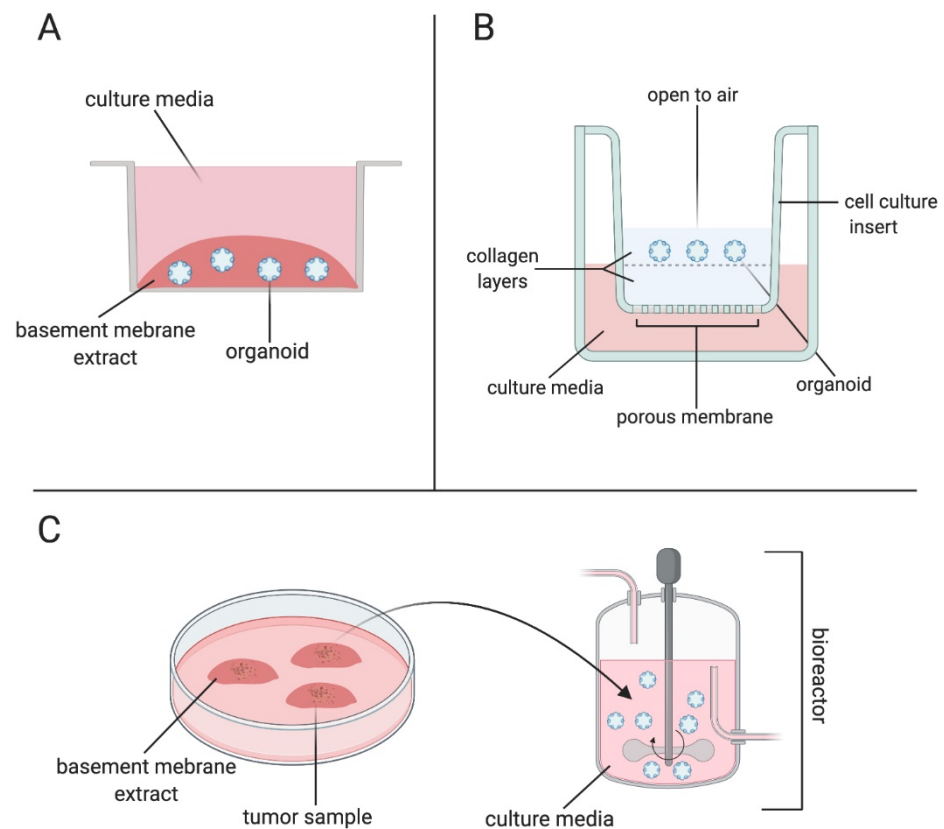 A
culture media
basement mebrane
extract
organoid
B
open to air
cell culture
insert
collagen
layers
culture media
organoid
porous membrane
C
basement mebrane
extract
tumor sample
culture media
bioreactor